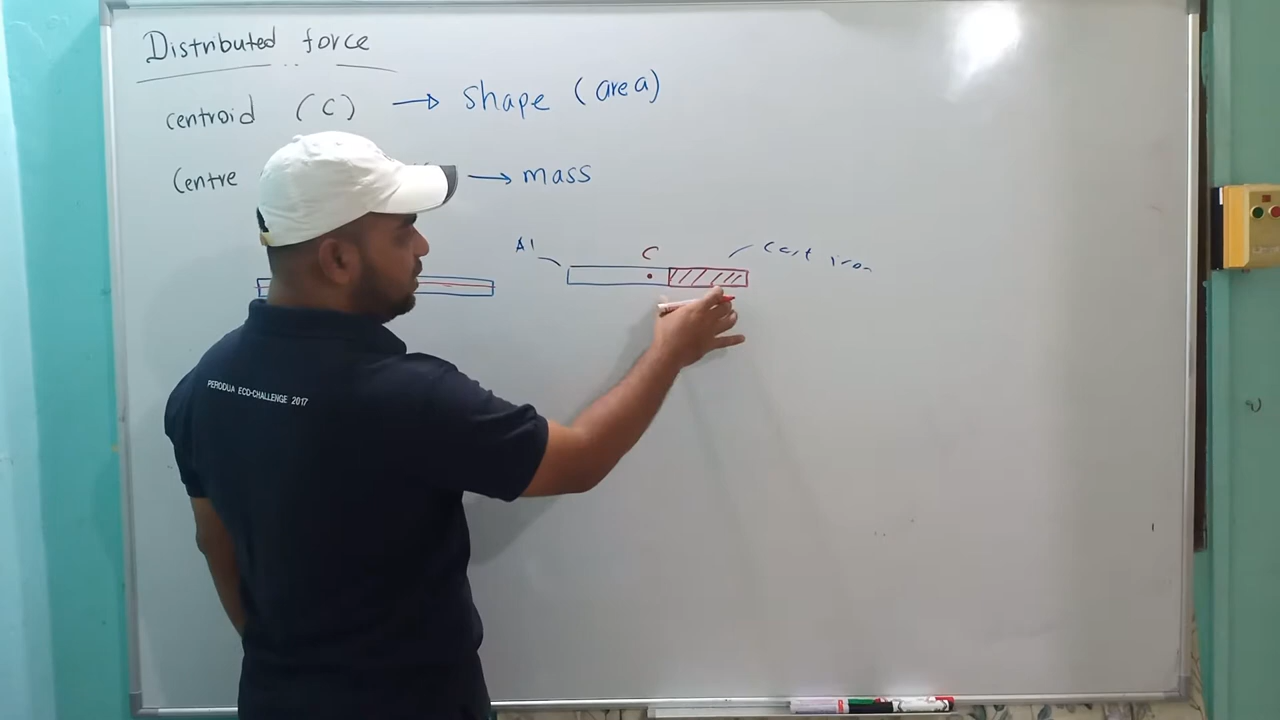 Distributed force
centroid (C) → shape (area)
Centre → mass
Al C cast iron
PERODUA ECO-CHALLENGE 2017